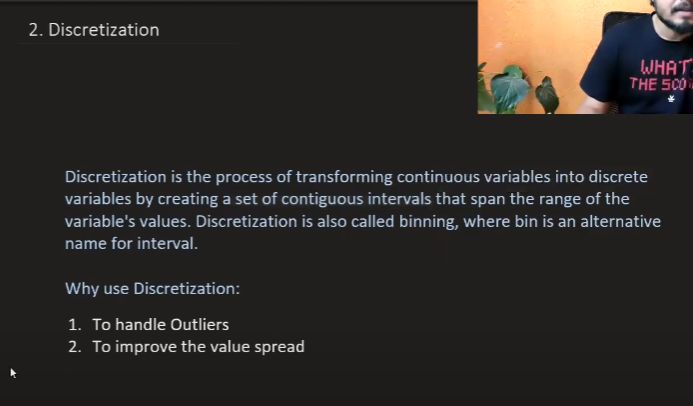 2. Discretization
WHAT
THE SCO
Discretization is the process of transforming continuous variables into discrete
variables by creating a set of contiguous intervals that span the range of the
variable's values. Discretization is also called binning, where bin is an alternative
name for interval.
Why use Discretization:
1. To handle Outliers
2. To improve the value spread